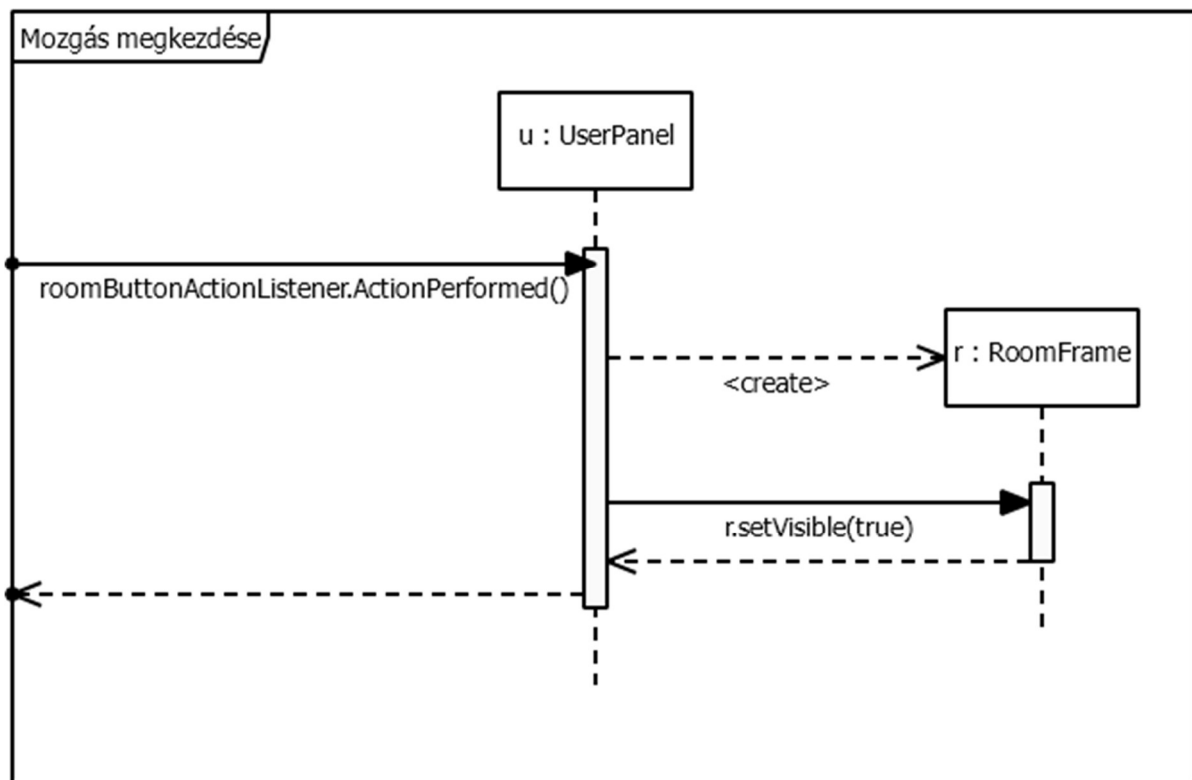 Mozgás megkezdése
u : UserPanel
roomButtonActionListener.ActionPerformed()
r : RoomFrame
<create>
r.setVisible(true)